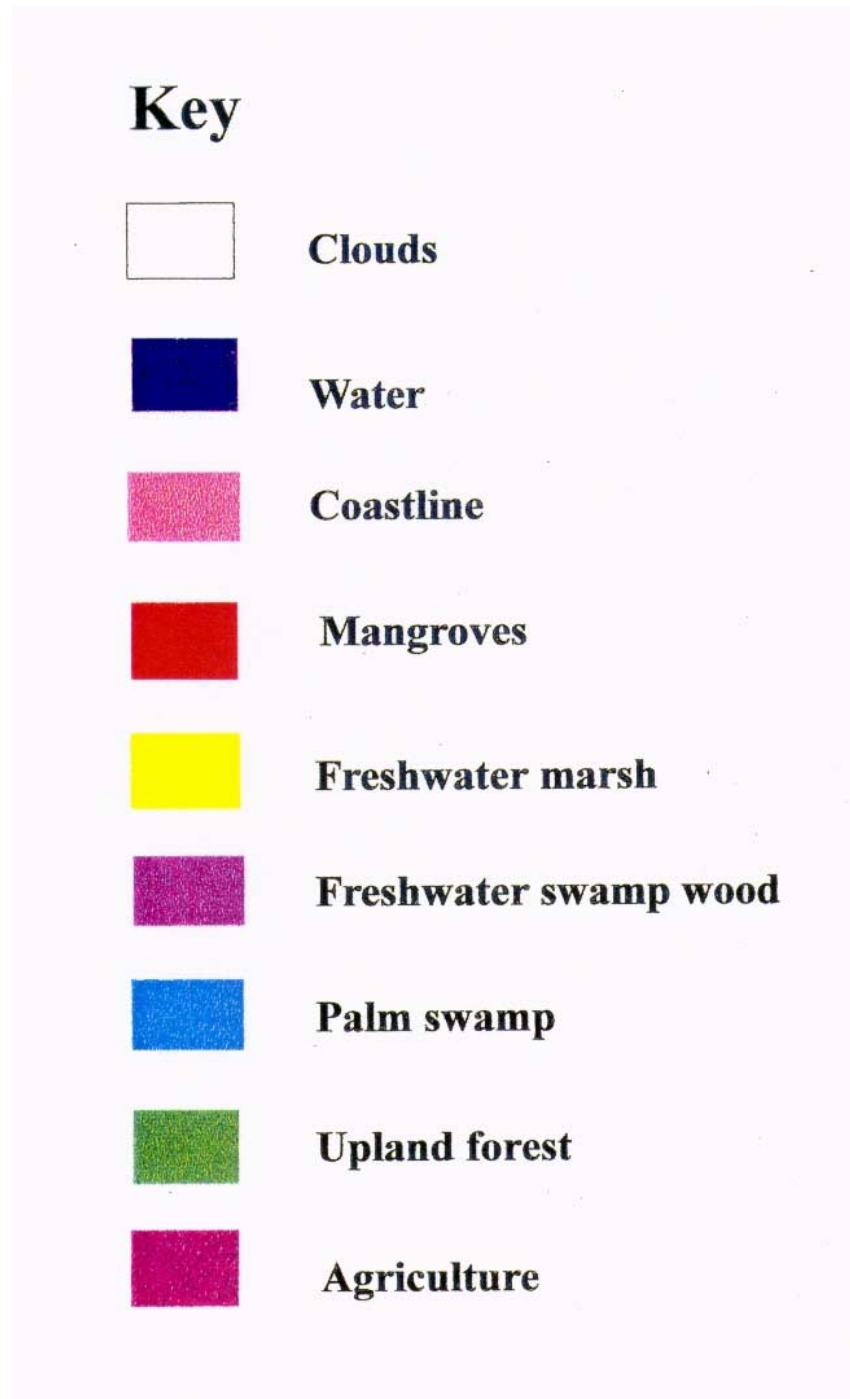 Key
Clouds
Water
Coastline
Mangroves
Freshwater marsh
Freshwater swamp wood
Palm swamp
Upland forest
Agriculture